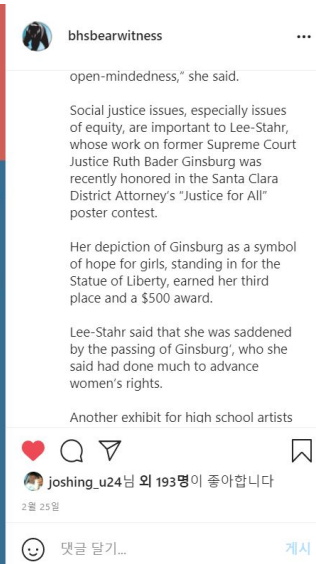 bhsbearwitness
open-mindedness,” she said.
Social justice issues, especially issues
of equity, are important to Lee-Stahr,
whose work on former Supreme Court
Justice Ruth Bader Ginsburg was
recently honored in the Santa Clara
District Attorney’s “Justice for All”
poster contest.
Her depiction of Ginsburg as a symbol
of hope for girls, standing in for the
Statue of Liberty, earned her third
place and a $500 award.
Lee-Stahr said that she was saddened
by the passing of Ginsburg’, who she
said had done much to advance
women’s rights.
Another exhibit for high school artists
joshing_u24님 외 193명이 좋아합니다
2월 25일
댓글 달기...
게시